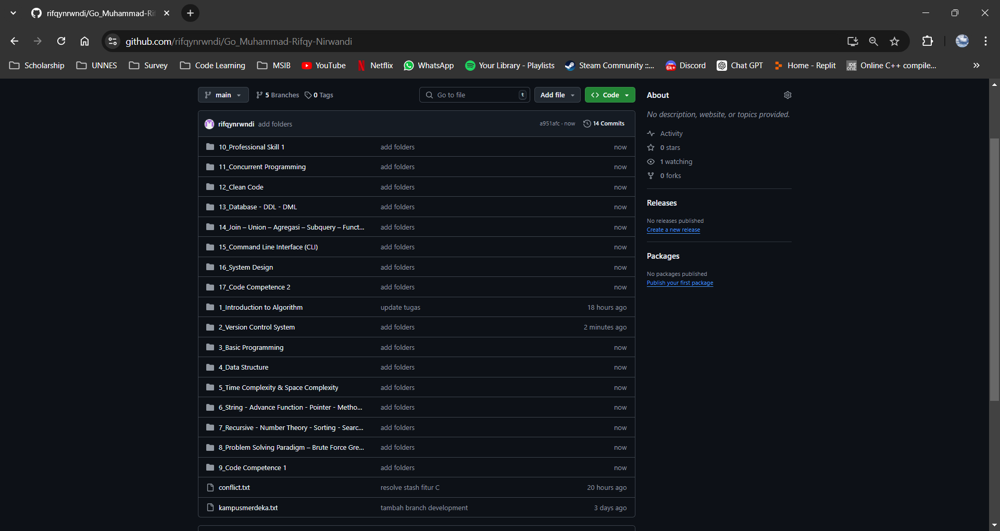 rifqynrwndi/Go_Muhammad-Rif
github.com/rifqynrwndi/Go_Muhammad-Rifqy-Nirwandi
Scholarship UNNES Survey Code Learning MSIB YouTube Netflix WhatsApp Your Library - Playlists Steam Community ::... 6k+ Discord Chat GPT Home - Replit IDE ONE Online C++ compile...
main 5 Branches 0 Tags Go to file t Add file Code
rifqynrwndi add folders a951afc · now 14 Commits
10_Professional Skill 1 add folders now
11_Concurrent Programming add folders now
12_Clean Code add folders now
13_Database - DDL - DML add folders now
14_Join – Union – Agregasi – Subquery – Funct... add folders now
15_Command Line Interface (CLI) add folders now
16_System Design add folders now
17_Code Competence 2 add folders now
1_Introduction to Algorithm update tugas 18 hours ago
2_Version Control System add folders 2 minutes ago
3_Basic Programming add folders now
4_Data Structure add folders now
5_Time Complexity & Space Complexity add folders now
6_String - Advance Function - Pointer - Metho... add folders now
7_Recursive - Number Theory - Sorting - Searc... add folders now
8_Problem Solving Paradigm – Brute Force Gre... add folders now
9_Code Competence 1 add folders now
conflict.txt resolve stash fitur C 20 hours ago
kampusmerdeka.txt tambah branch development 3 days ago
About
No description, website, or topics provided.
Activity
0 stars
1 watching
0 forks
Releases
No releases published
Create a new release
Packages
No packages published
Publish your first package